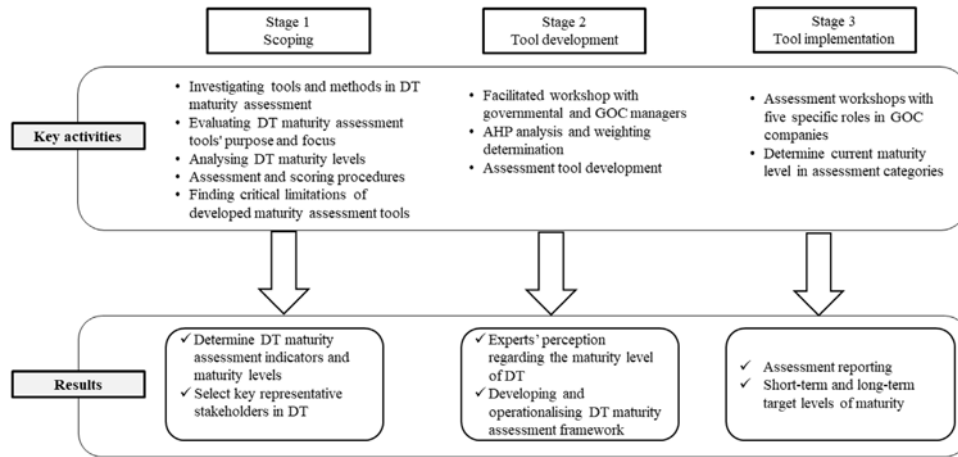 Stage 1
Scoping
Stage 2
Tool development
Stage 3
Tool implementation
Key activities
• Investigating tools and methods in DT
maturity assessment
• Evaluating DT maturity assessment
tools' purpose and focus
• Analysing DT maturity levels
• Assessment and scoring procedures
• Finding critical limitations of
developed maturity assessment tools
• Facilitated workshop with
governmental and GOC managers
• AHP analysis and weighting
determination
• Assessment tool development
• Assessment workshops with
five specific roles in GOC
companies
• Determine current maturity
level in assessment categories
Results
✓ Determine DT maturity
assessment indicators and
maturity levels
✓ Select key representative
stakeholders in DT
✓ Experts' perception
regarding the maturity level
of DT
✓ Developing and
operationalising DT maturity
assessment framework
✓ Assessment reporting
✓ Short-term and long-term
target levels of maturity